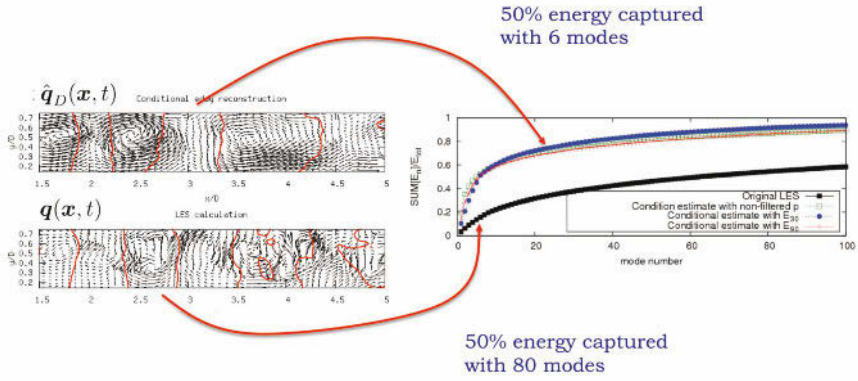 50% energy captured
with 6 modes
q̂_D(x, t)
Conditional eddy reconstruction
y/D
0.7
0.6
0.5
0.4
0.3
0.2
1.5 2 2.5 3 3.5 4 4.5 5
x/D
q(x, t)
LES calculation
y/D
0.7
0.6
0.5
0.4
0.3
0.2
1.5 2 2.5 3 3.5 4 4.5 5
SUM[E_n]/E_tot
1
0.8
0.6
0.4
0.2
0
Original LES
Condition estimate with non-filtered p
Conditional estimate with E_30
Conditional estimate with E_90
0 20 40 60 80 100
mode number
50% energy captured
with 80 modes